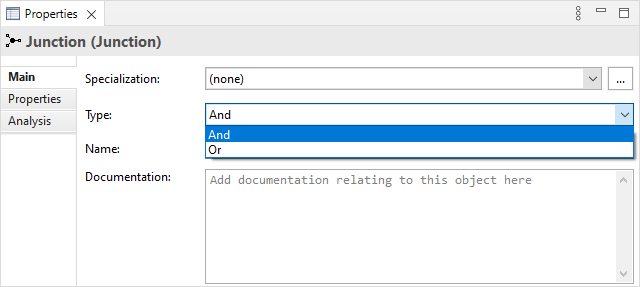 Properties
Junction (Junction)
Main
Properties
Analysis
Specialization: (none) ...
Type: And
And
Or
Name:
Documentation: Add documentation relating to this object here